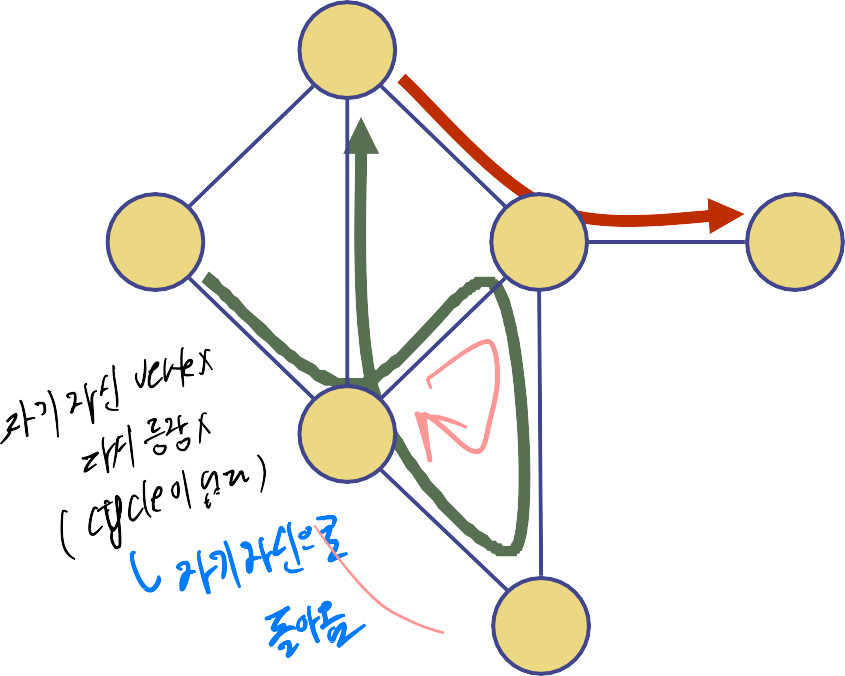 자기 자신 vertex
다시 등장 X
( cycle이 없다 )
↳ 자기 자신으로
돌아옴